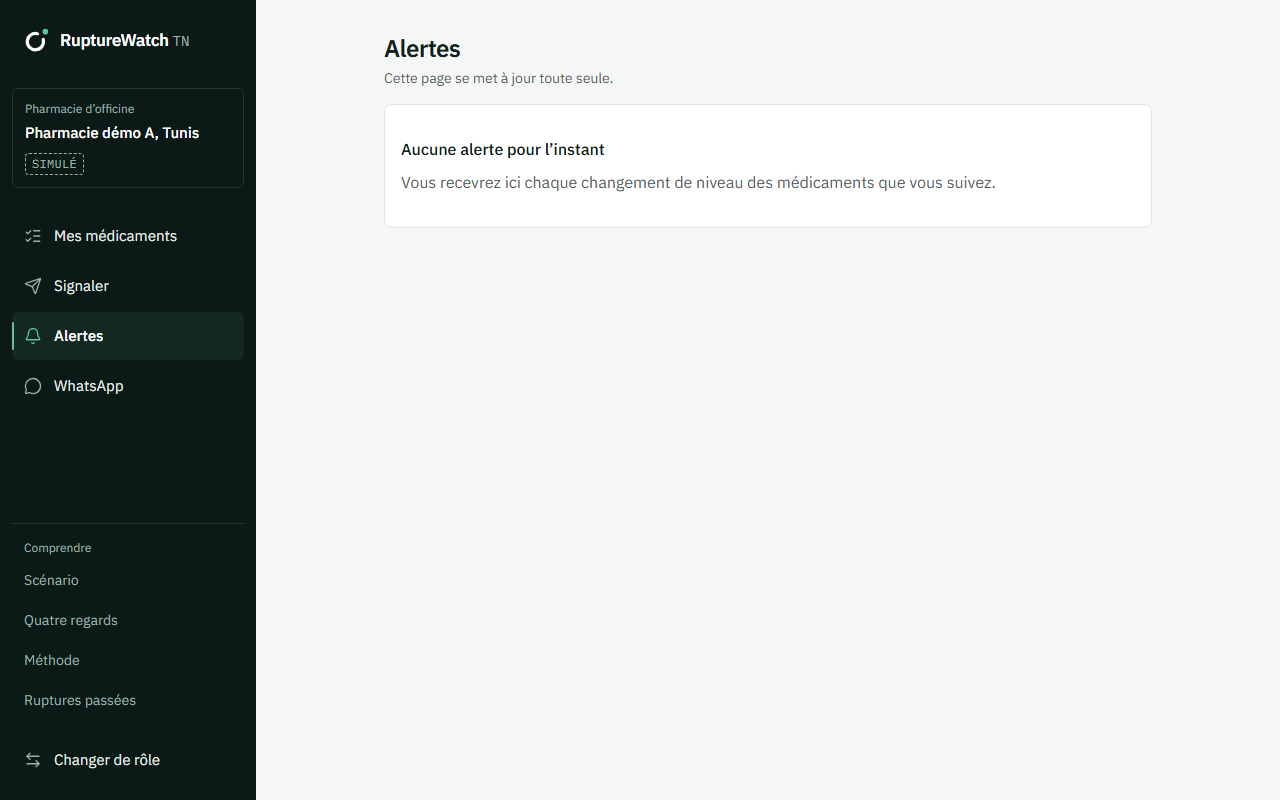 RuptureWatch TN
Pharmacie d’officine
Pharmacie démo A, Tunis
SIMULÉ
Mes médicaments
Signaler
Alertes
WhatsApp
Comprendre
Scénario
Quatre regards
Méthode
Ruptures passées
Changer de rôle
Alertes
Cette page se met à jour toute seule.
Aucune alerte pour l’instant
Vous recevrez ici chaque changement de niveau des médicaments que vous suivez.